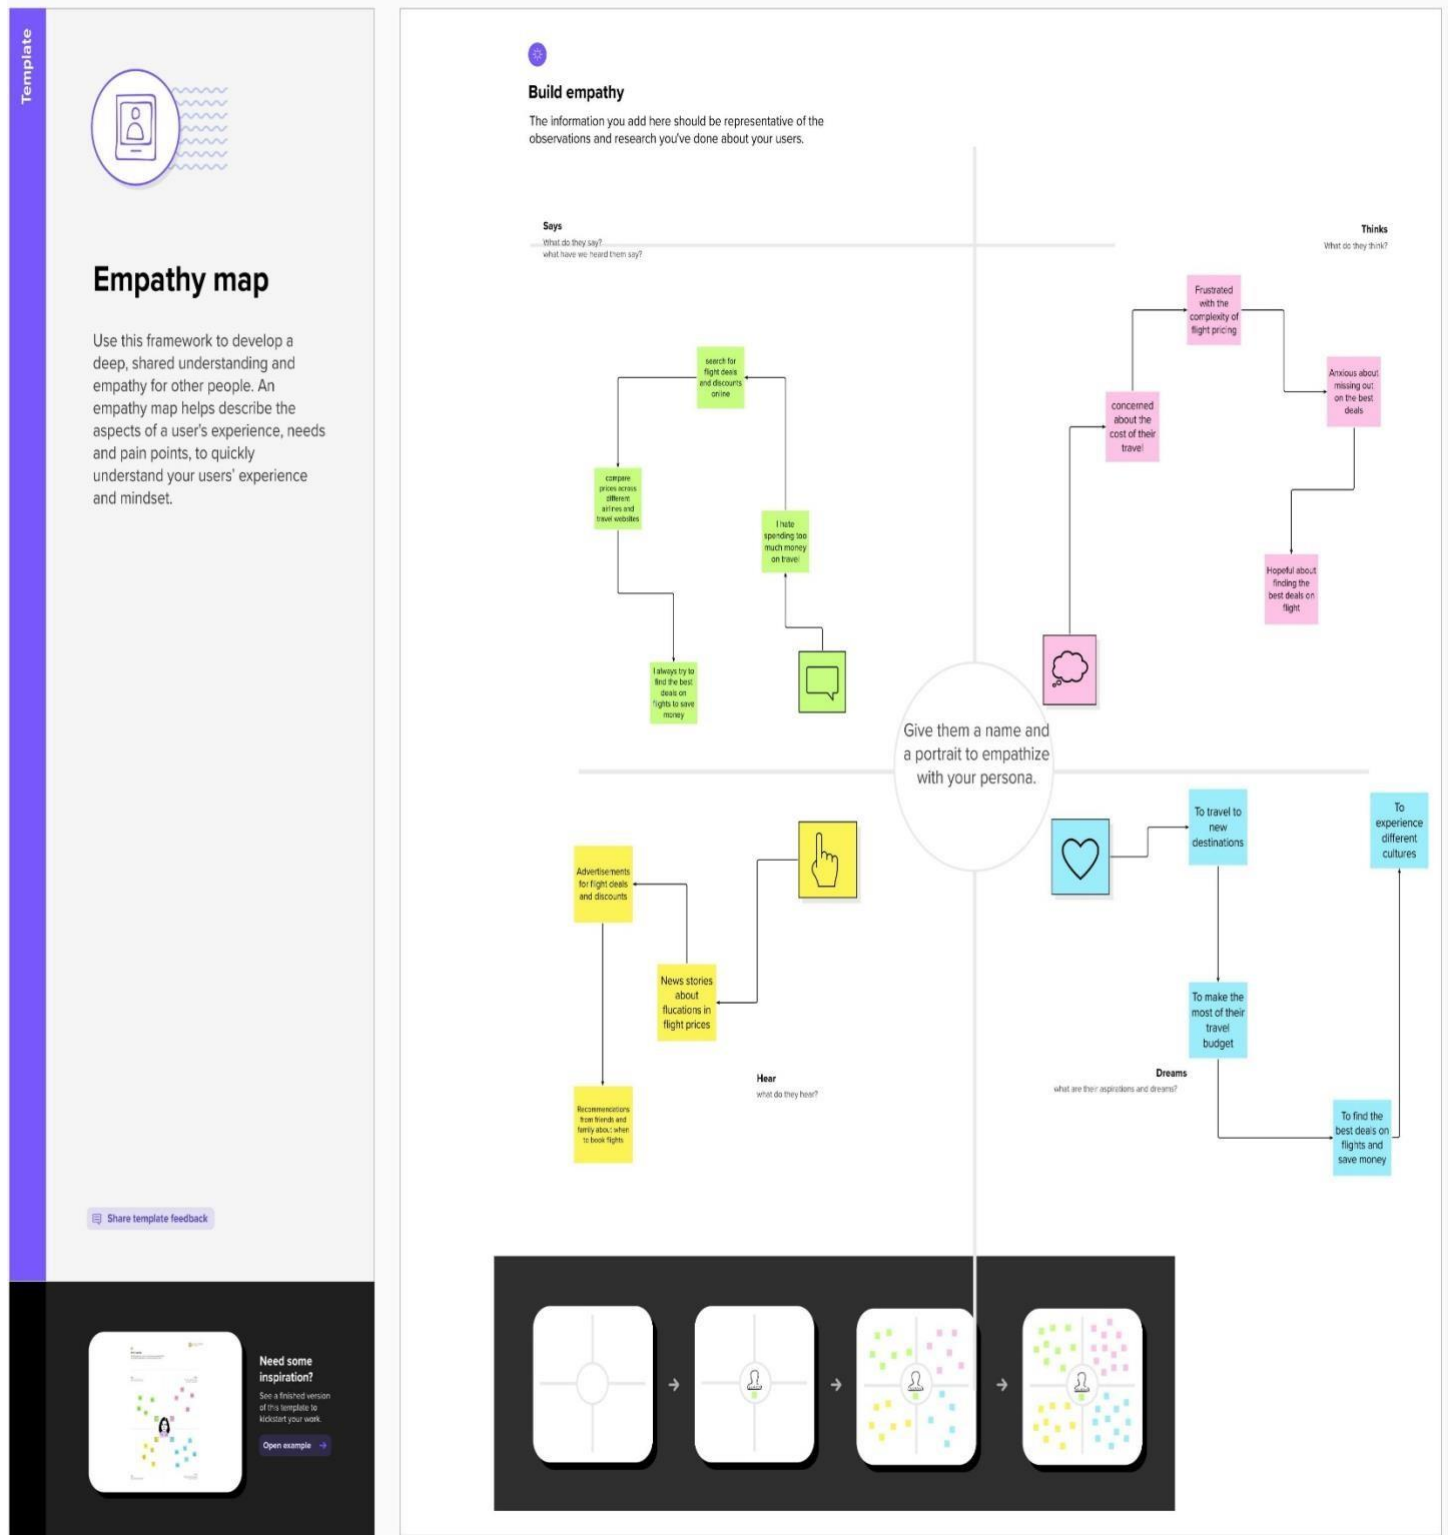 Template
Empathy map
Use this framework to develop a
deep, shared understanding and
empathy for other people. An
empathy map helps describe the
aspects of a user's experience, needs
and pain points, to quickly
understand your users' experience
and mindset.
Share template feedback
Need some
inspiration?
See a finished version
of this template to
kickstart your work.
Open example →
Build empathy
The information you add here should be representative of the
observations and research you've done about your users.
Says
What do they say?
what have we heard them say?
search for
flight deals
and discounts
online
compare
prices across
different
airlines and
travel websites
I hate
spending too
much money
on travel
I always try to
find the best
deals on
flights to save
money
Thinks
What do they think?
Frustrated
with the
complexity of
flight pricing
Anxious about
missing out
on the best
deals
concerned
about the
cost of their
travel
Hopeful about
finding the
best deals on
flight
Give them a name and
a portrait to empathize
with your persona.
Advertisements
for flight deals
and discounts
News stories
about
flucations in
flight prices
Recommendations
from friends and
family about when
to book flights
Hear
what do they hear?
To travel to
new
destinations
To
experience
different
cultures
To make the
most of their
travel
budget
Dreams
what are their aspirations and dreams?
To find the
best deals on
flights and
save money